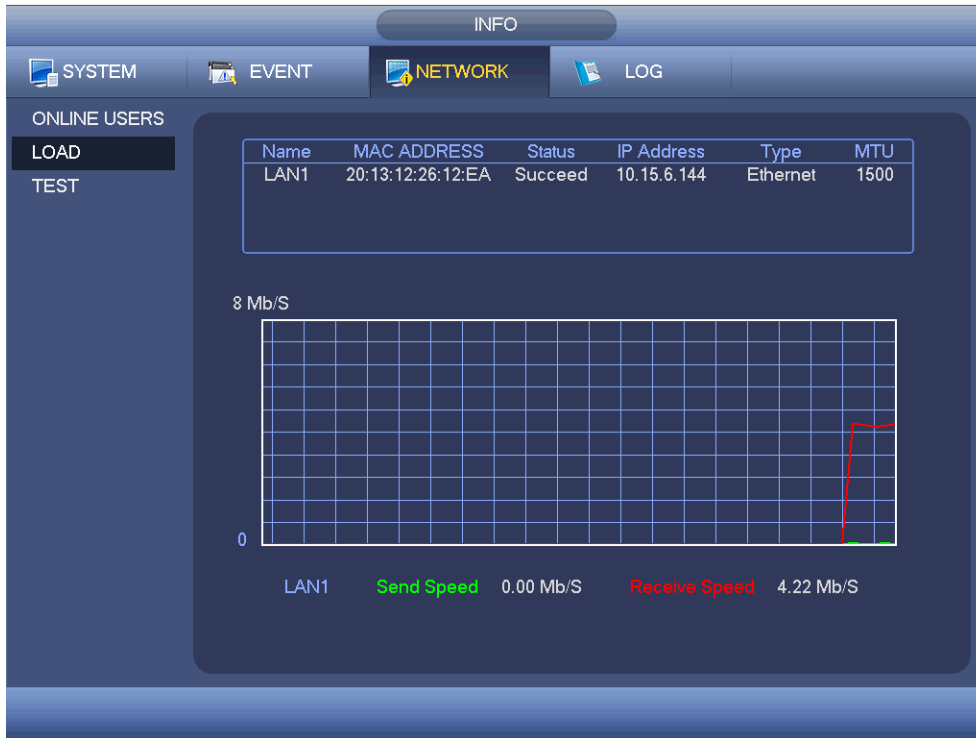 INFO
SYSTEM EVENT NETWORK LOG
ONLINE USERS
LOAD
TEST
Name MAC ADDRESS Status IP Address Type MTU
LAN1 20:13:12:26:12:EA Succeed 10.15.6.144 Ethernet 1500
8 Mb/S
0
LAN1 Send Speed 0.00 Mb/S Receive Speed 4.22 Mb/S